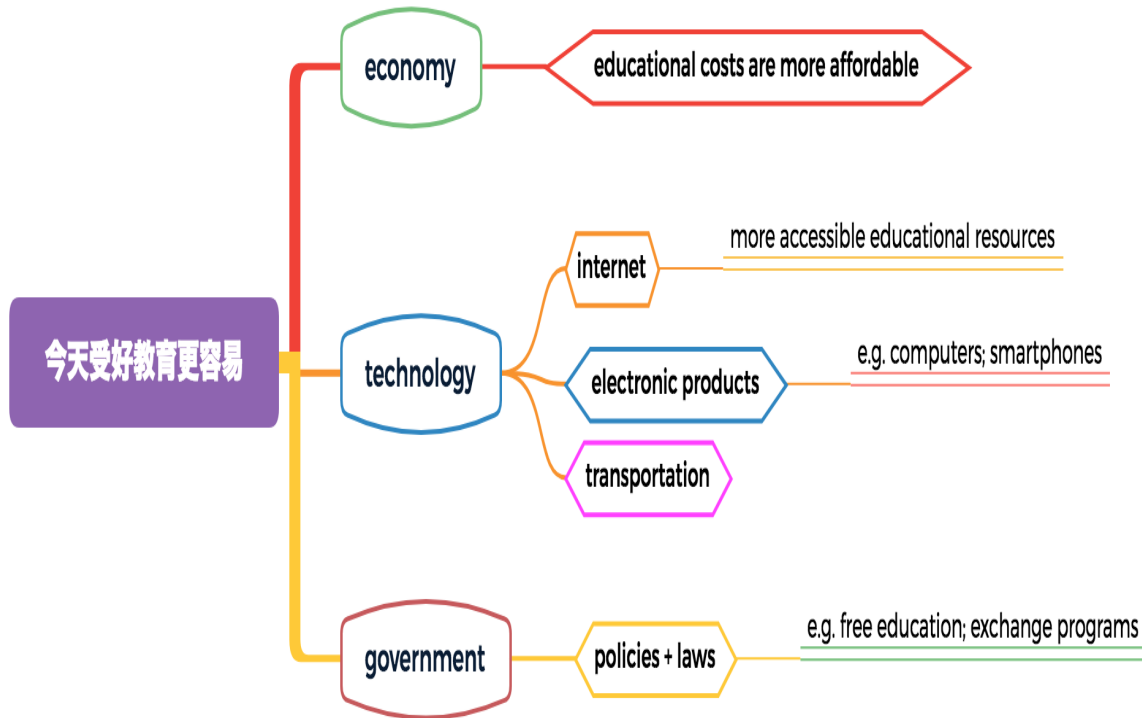 今天受好教育更容易
economy
educational costs are more affordable
technology
internet
more accessible educational resources
electronic products
e.g. computers; smartphones
transportation
government
policies + laws
e.g. free education; exchange programs